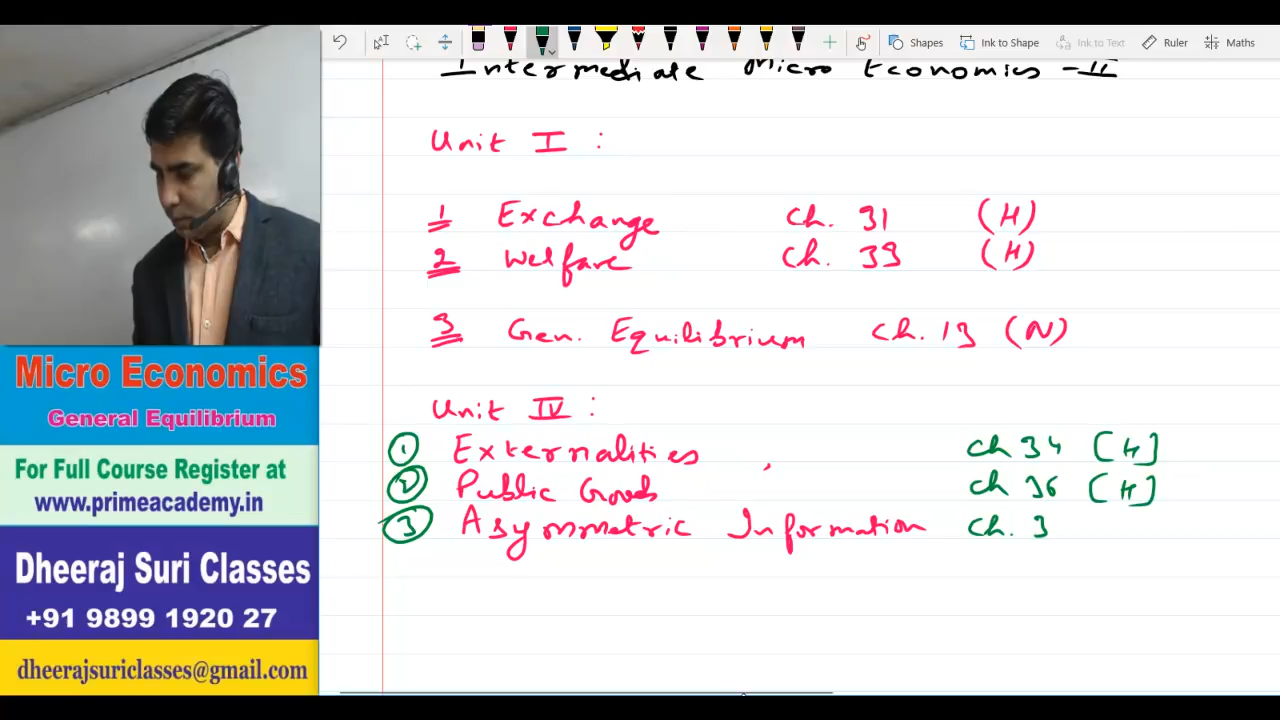 Shapes Ink to Shape Ink to Text Ruler Maths
Intermediate Micro Economics - II
Unit I :
1 Exchange ch. 31 (H)
2 Welfare ch. 33 (H)
3 Gen. Equilibrium ch. 13 (N)
Unit IV :
1 Externalities ch 34 [H]
2 Public Goods ch 36 [H]
3 Asymmetric Information ch. 3
Micro Economics
General Equilibrium
For Full Course Register at
www.primeacademy.in
Dheeraj Suri Classes
+91 9899 1920 27
dheerajsuriclasses@gmail.com